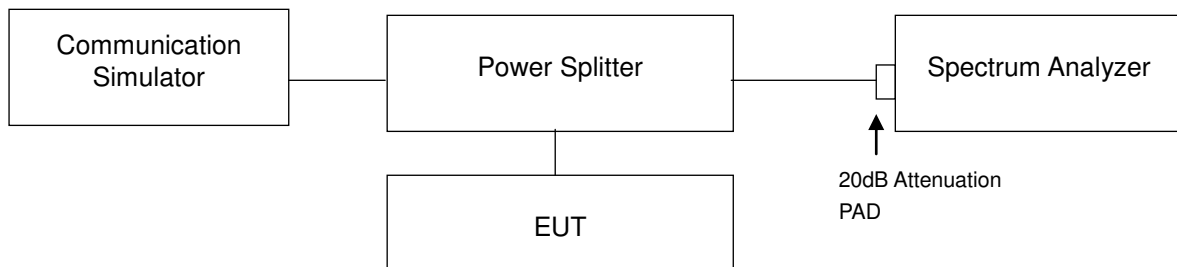 Communication
Simulator
Power Splitter
Spectrum Analyzer
20dB Attenuation
PAD
EUT